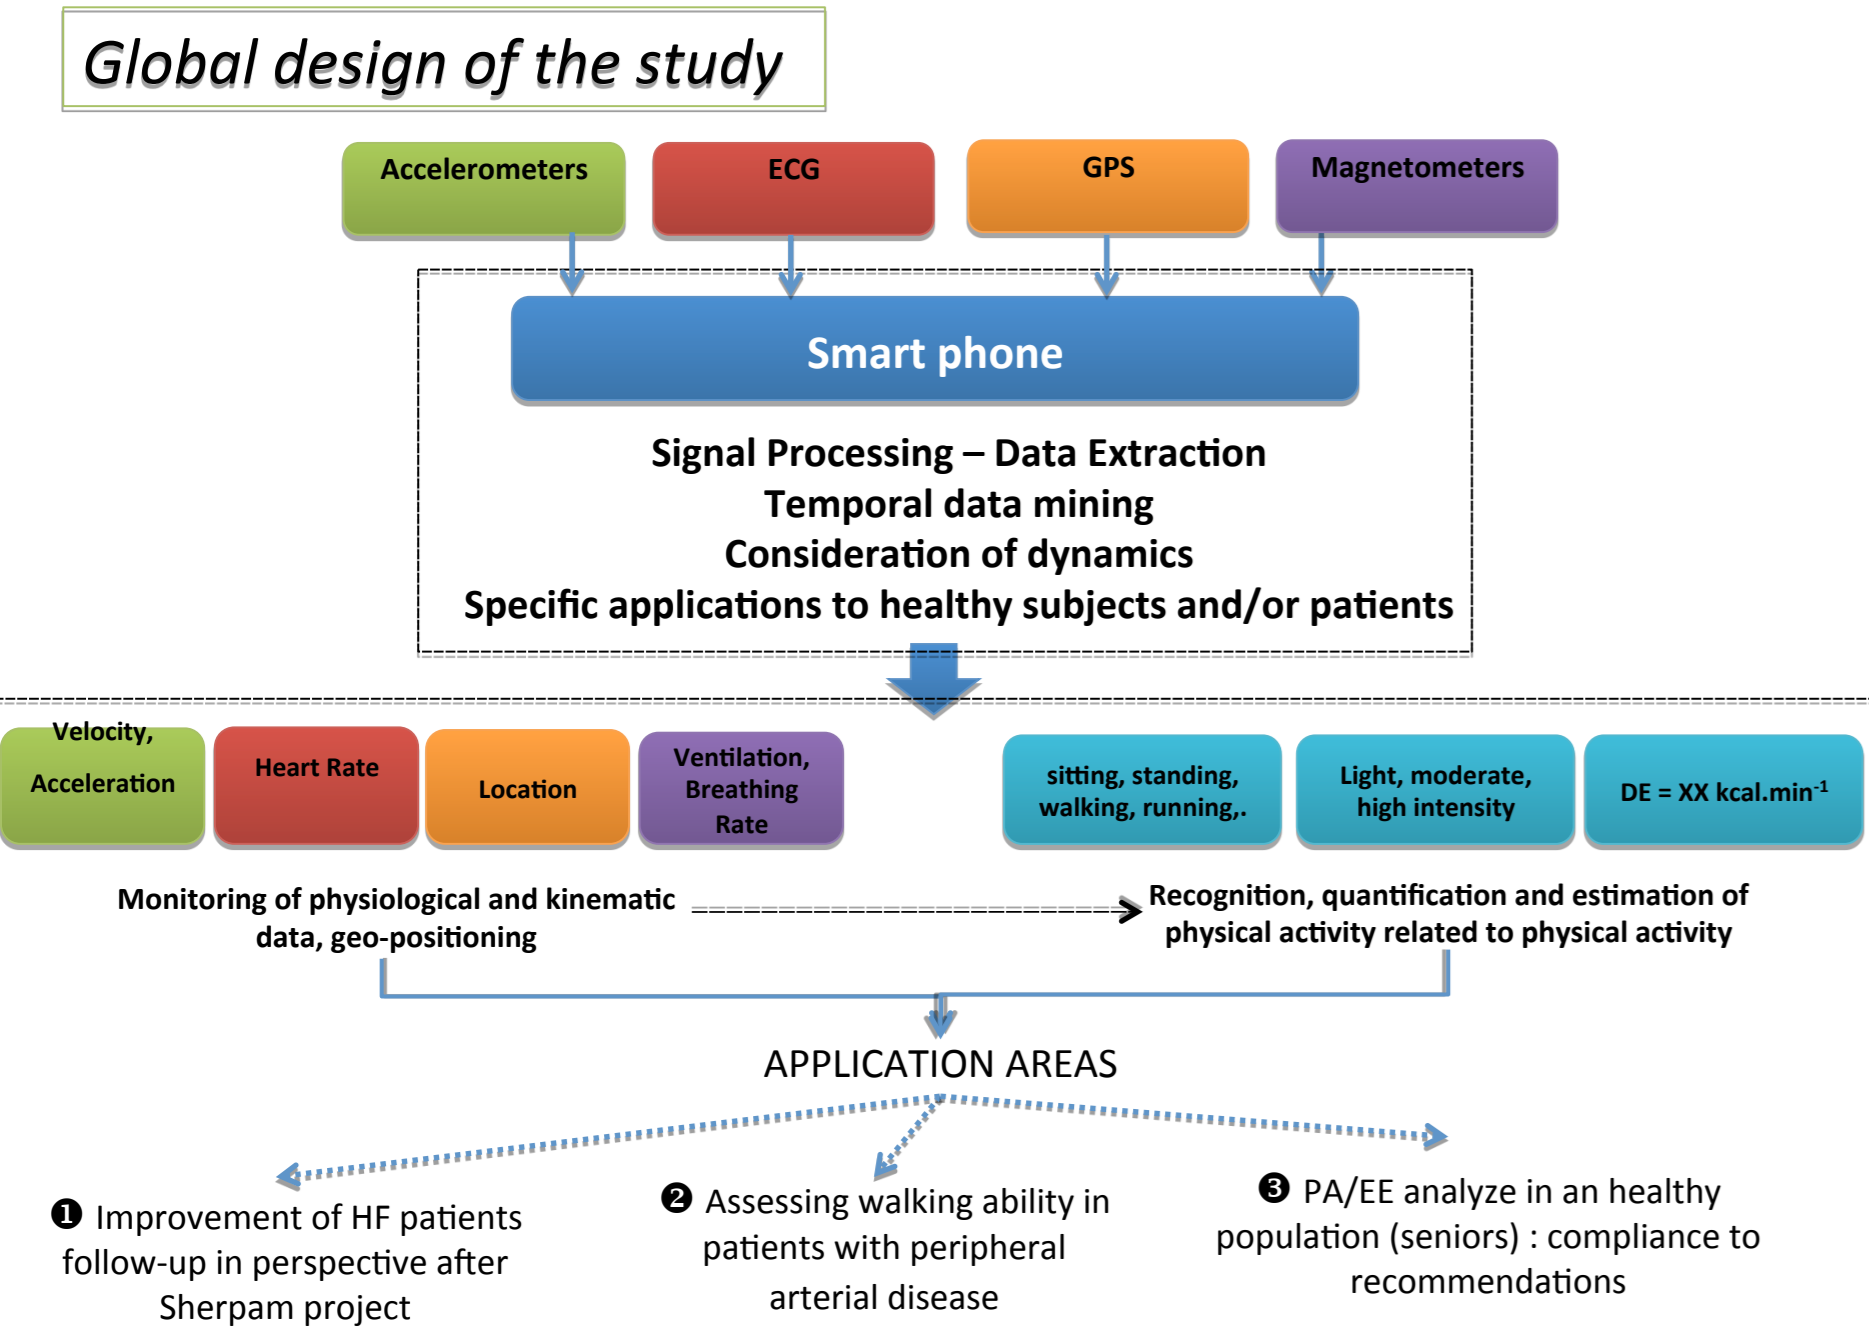 Global design of the study
Accelerometers
ECG
GPS
Magnetometers
Smart phone
Signal Processing – Data Extraction
Temporal data mining
Consideration of dynamics
Specific applications to healthy subjects and/or patients
Velocity,
Acceleration
Heart Rate
Location
Ventilation,
Breathing
Rate
sitting, standing,
walking, running,.
Light, moderate,
high intensity
DE = XX kcal.min⁻¹
Monitoring of physiological and kinematic
data, geo-positioning
Recognition, quantification and estimation of
physical activity related to physical activity
APPLICATION AREAS
❶ Improvement of HF patients
follow-up in perspective after
Sherpam project
❷ Assessing walking ability in
patients with peripheral
arterial disease
❸ PA/EE analyze in an healthy
population (seniors) : compliance to
recommendations